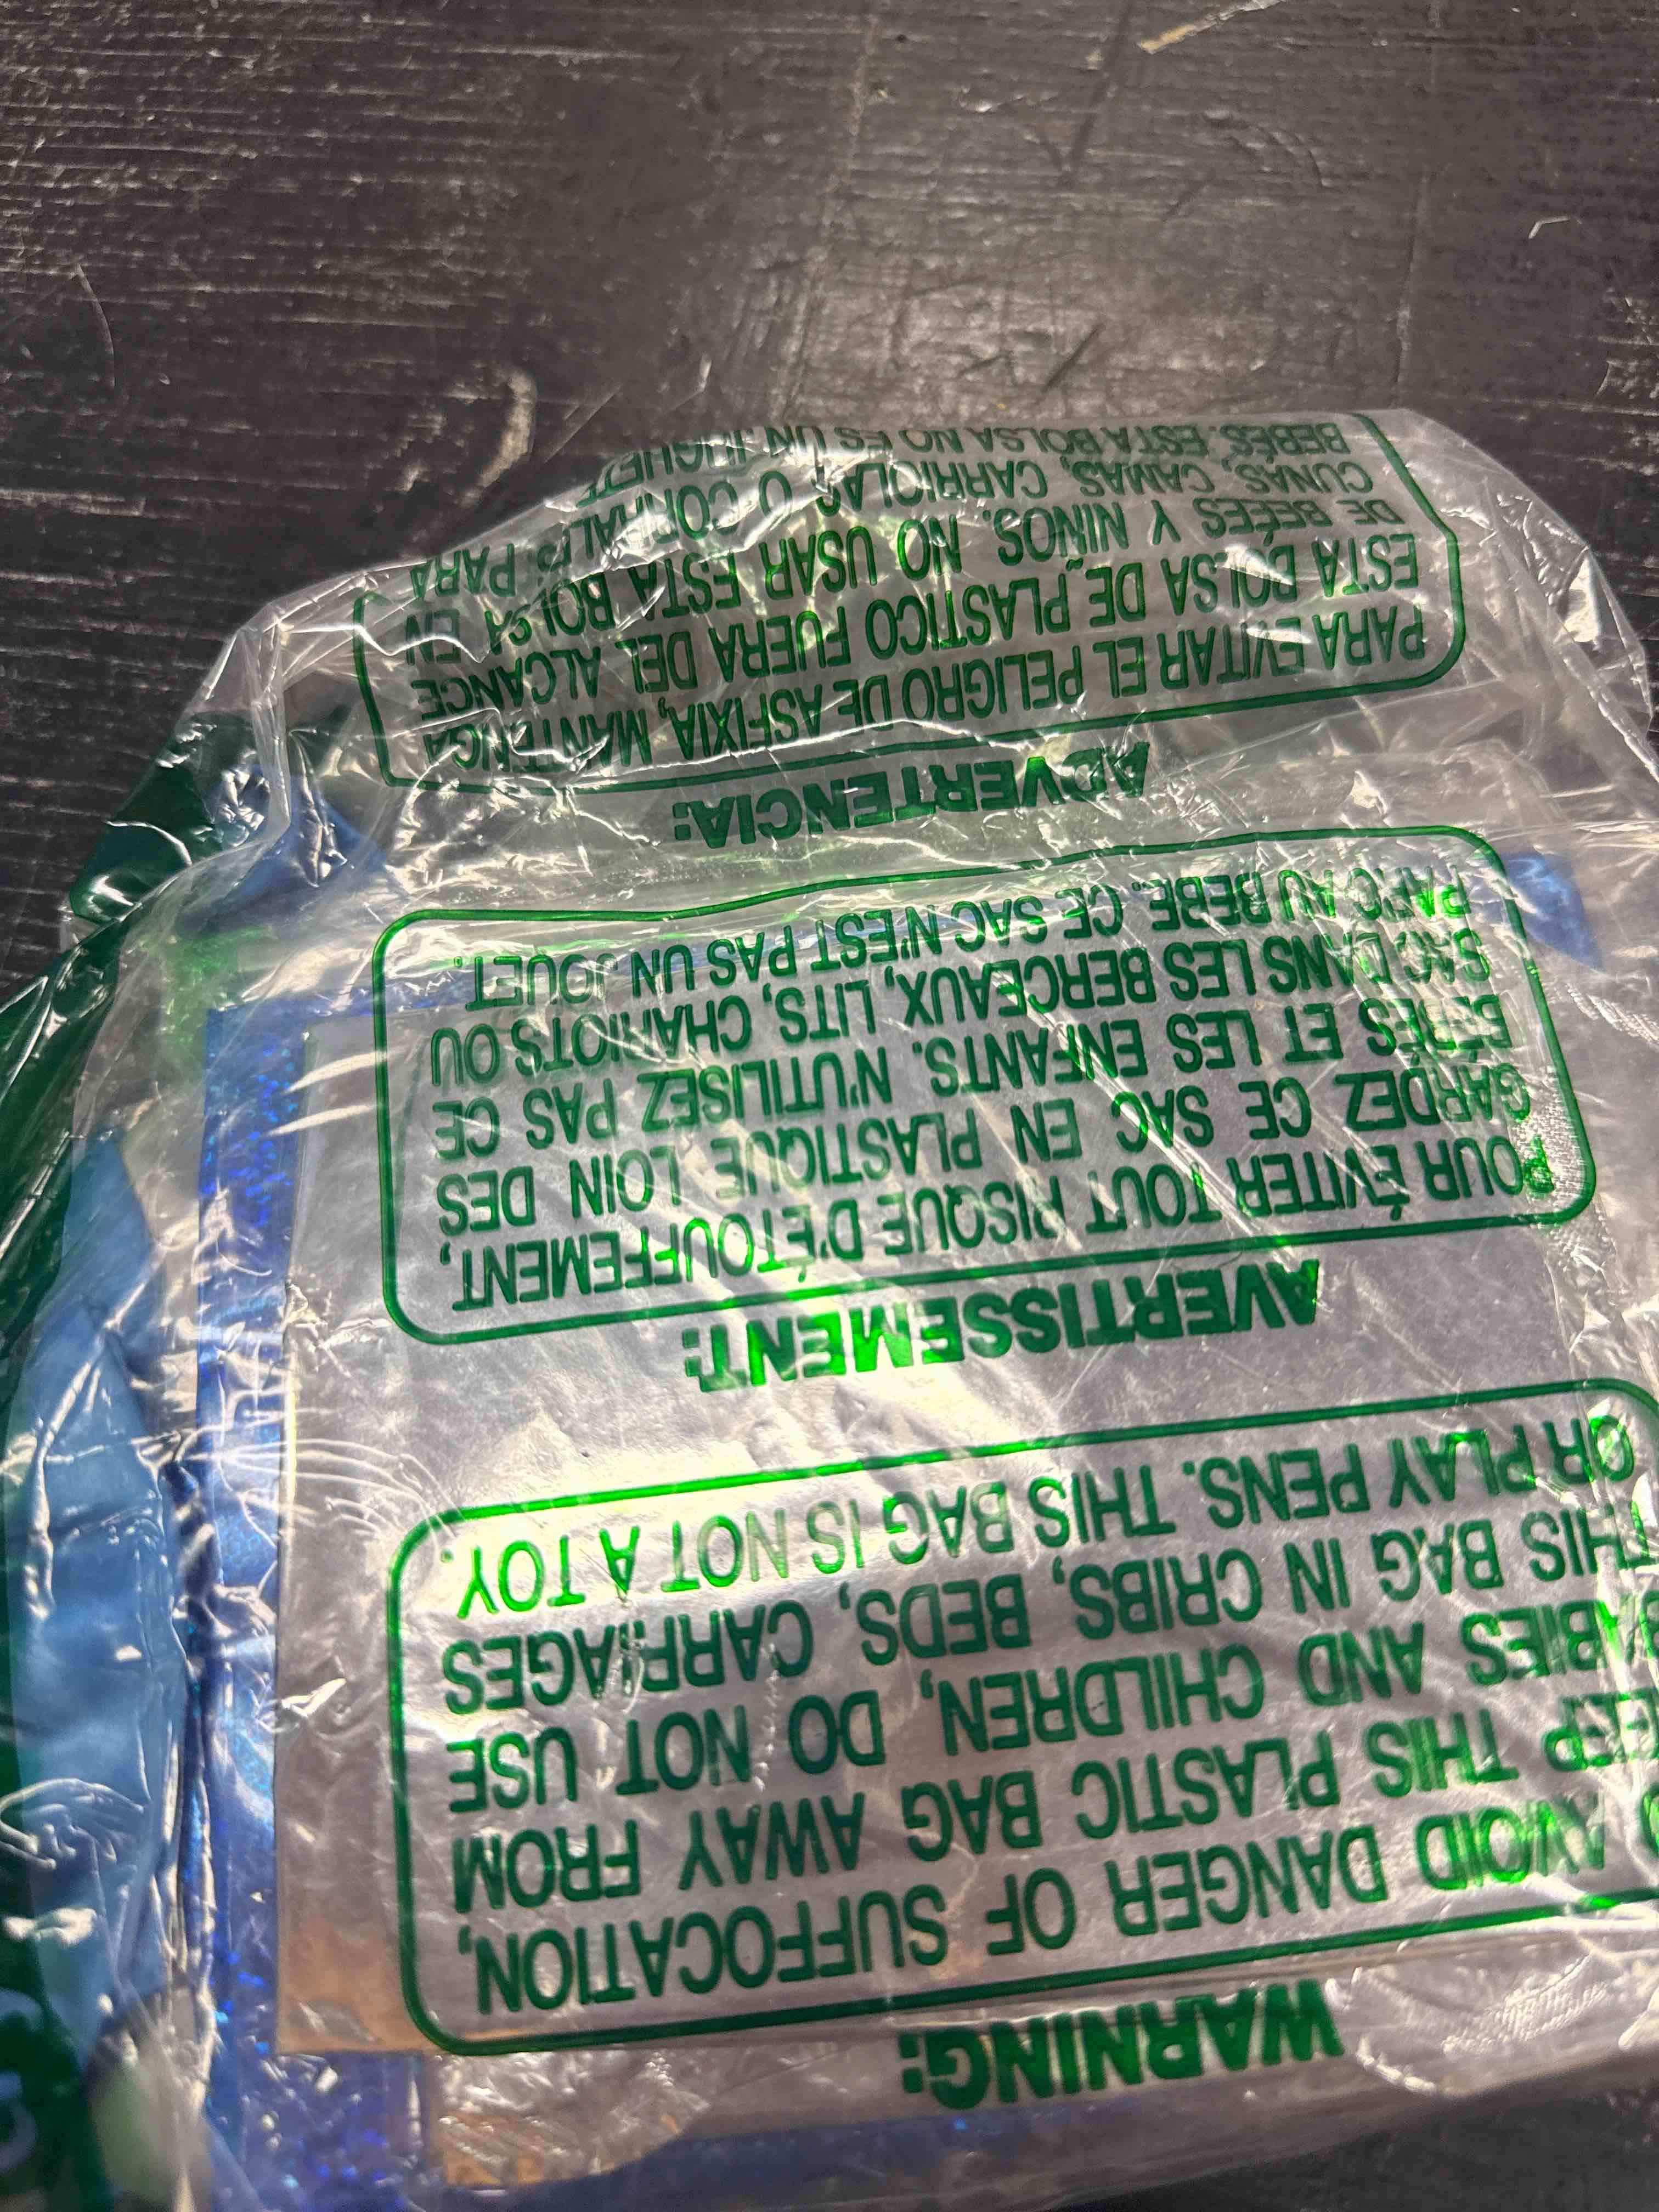 WARNING:
AVOID DANGER OF SUFFOCATION,
THIS PLASTIC BAG AWAY FROM
BABIES AND CHILDREN, DO NOT USE
THIS BAG IN CRIBS, BEDS, CARRIAGES
OR PLAY PENS. THIS BAG IS NOT A TOY.
AVERTISSEMENT:
POUR ÉVITER TOUT RISQUE D'ÉTOUFFEMENT,
GARDEZ CE SAC EN PLASTIQUE LOIN DES
BÉBÉS ET LES ENFANTS. N'UTILISEZ PAS CE
SAC DANS LES BERCEAUX, LITS, CHARIOTS OU
PARC AU BEBE. CE SAC N'EST PAS UN JOUET.
ADVERTENCIA:
PARA EVITAR EL PELIGRO DE ASFIXIA, MANTENGA
ESTA BOLSA DE PLASTICO FUERA DEL ALCANCE
DE BEBÉS Y NIÑOS. NO USAR ESTA BOLSA EN
CUNAS, CAMAS, CARRIOLAS O CORRALES PARA
BEBÉS. ESTA BOLSA NO ES UN JUGUETE